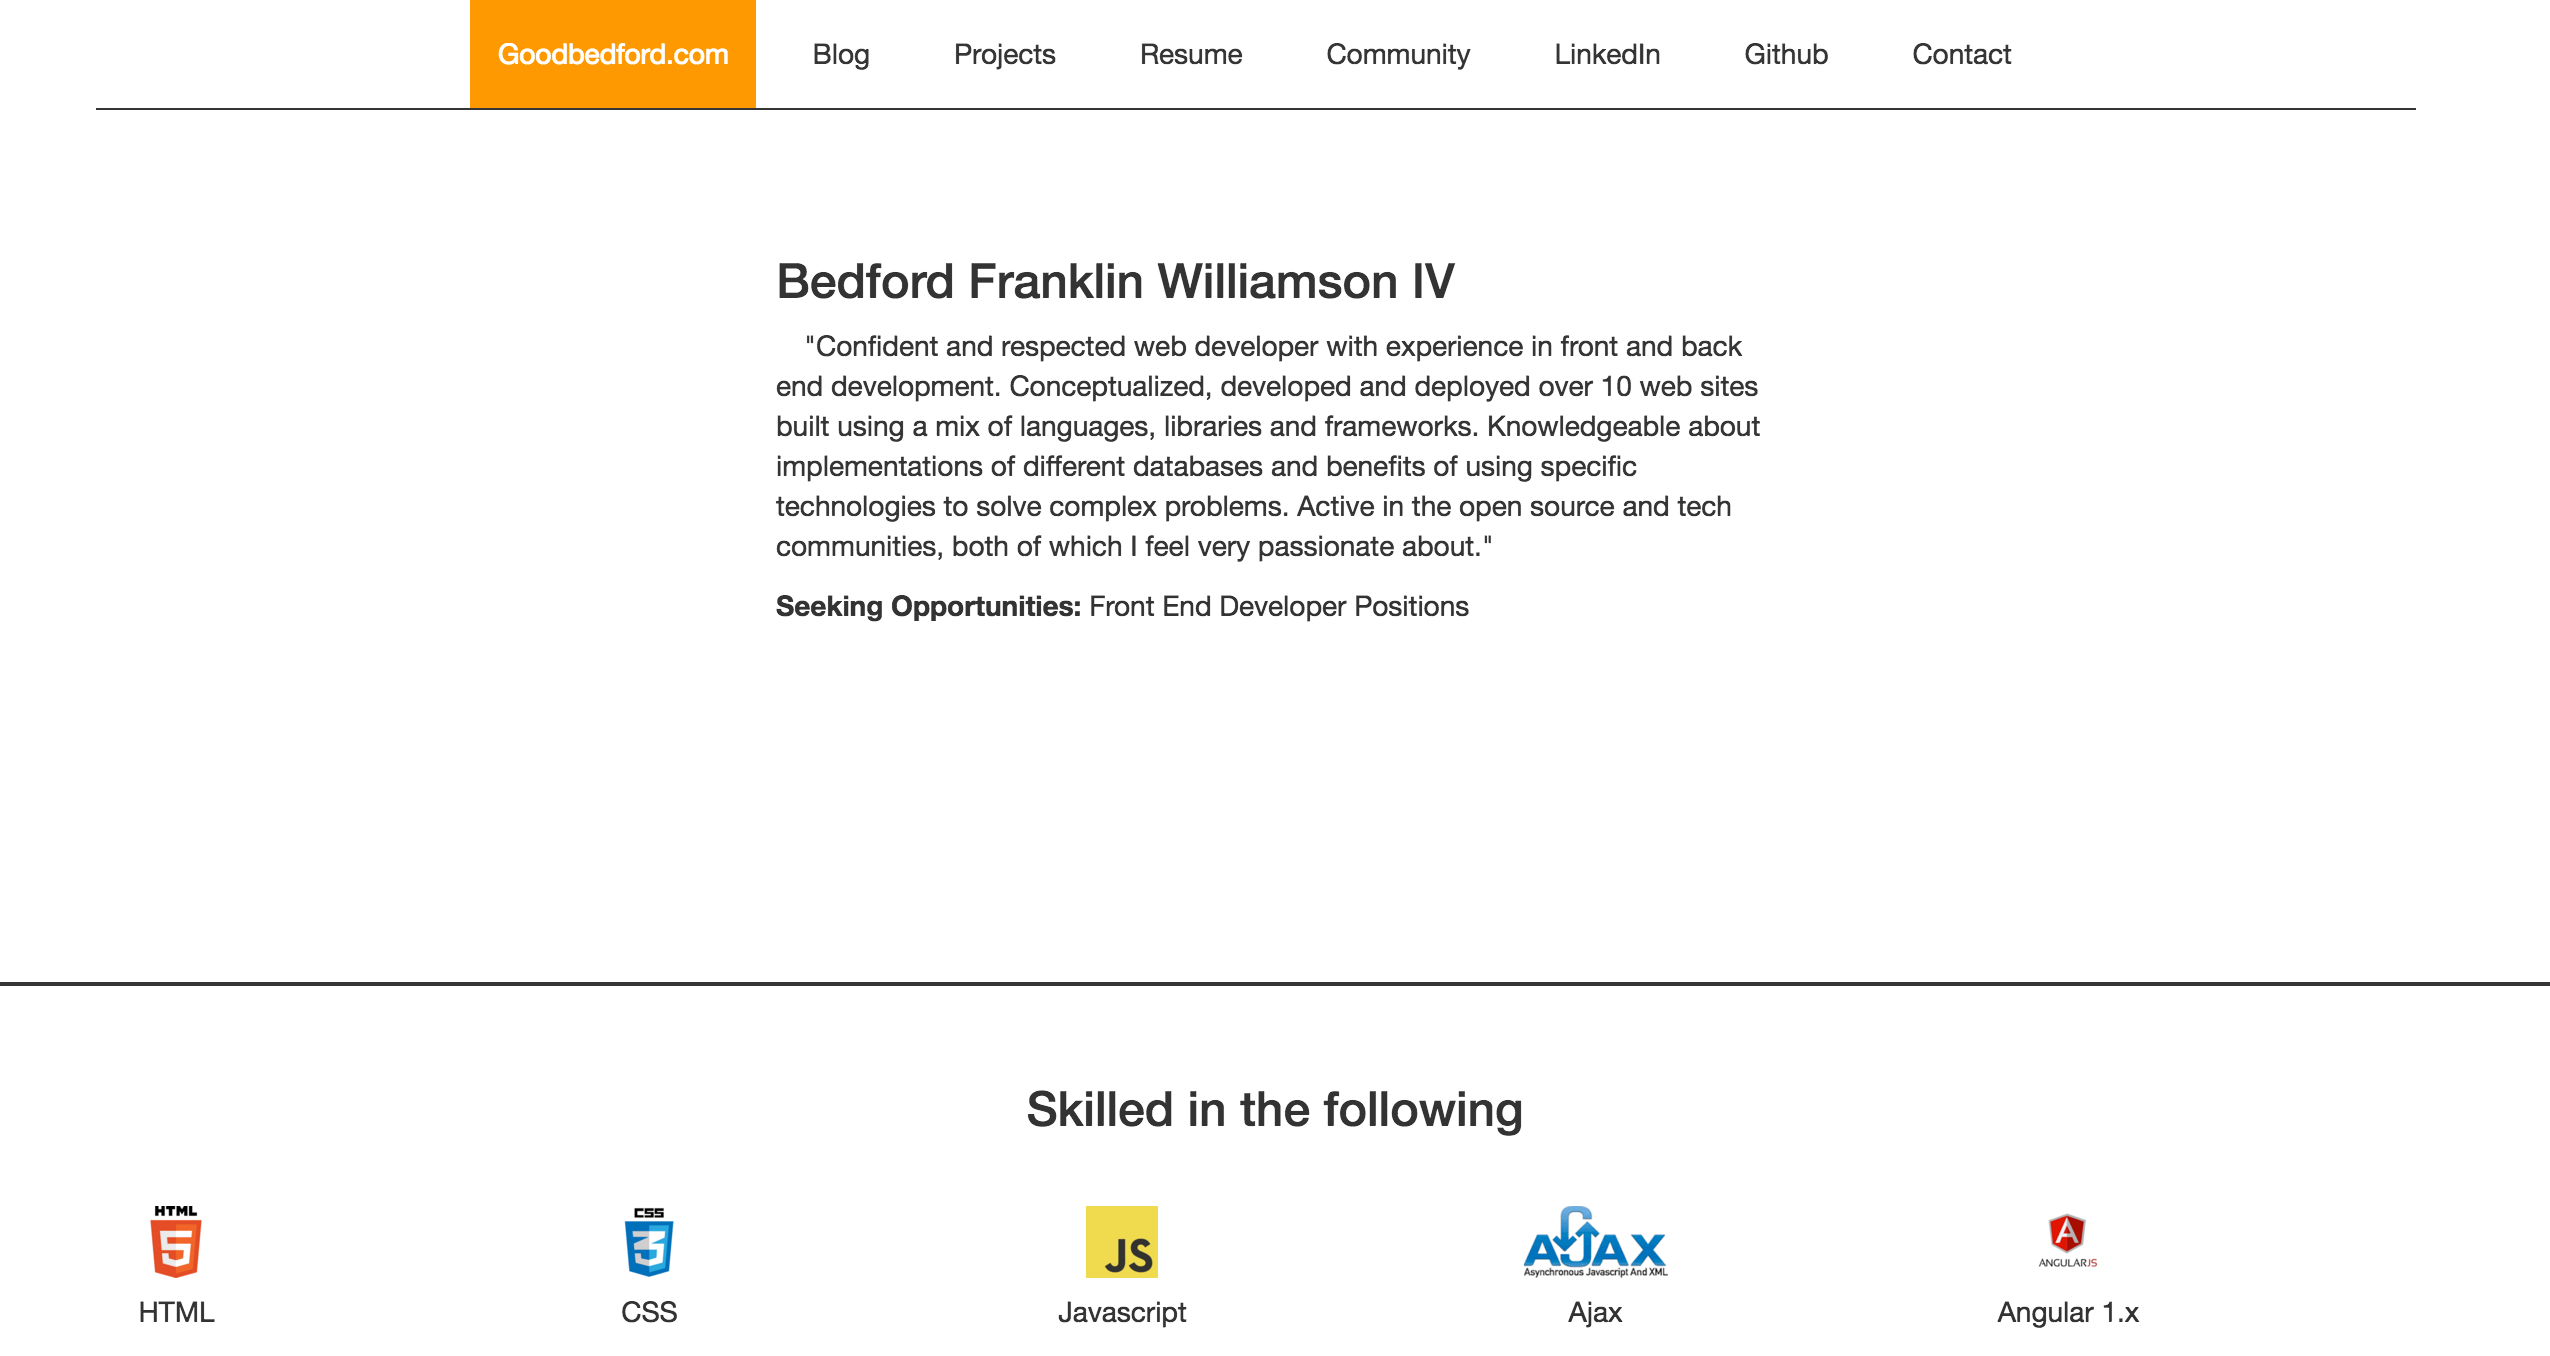 Goodbedford.com Blog Projects Resume Community LinkedIn Github Contact
Bedford Franklin Williamson IV
"Confident and respected web developer with experience in front and back
end development. Conceptualized, developed and deployed over 10 web sites
built using a mix of languages, libraries and frameworks. Knowledgeable about
implementations of different databases and benefits of using specific
technologies to solve complex problems. Active in the open source and tech
communities, both of which I feel very passionate about."
Seeking Opportunities: Front End Developer Positions
Skilled in the following
HTML CSS JS AJAX ANGULARJS
Asynchronous Javascript And XML
HTML CSS Javascript Ajax Angular 1.x